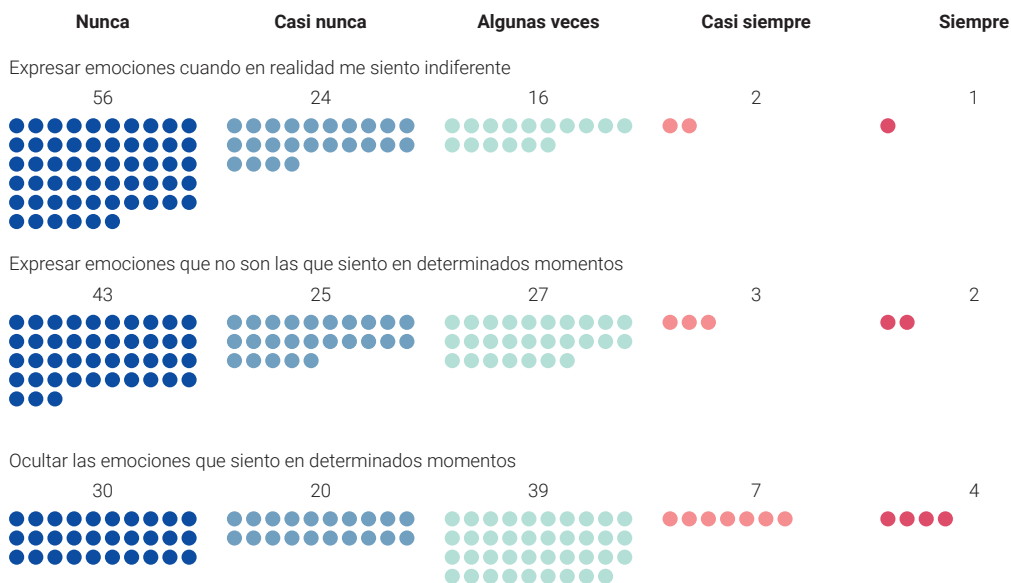 Nunca Casi nunca Algunas veces Casi siempre Siempre
Expresar emociones cuando en realidad me siento indiferente
56 24 16 2 1
Expresar emociones que no son las que siento en determinados momentos
43 25 27 3 2
Ocultar las emociones que siento en determinados momentos
30 20 39 7 4